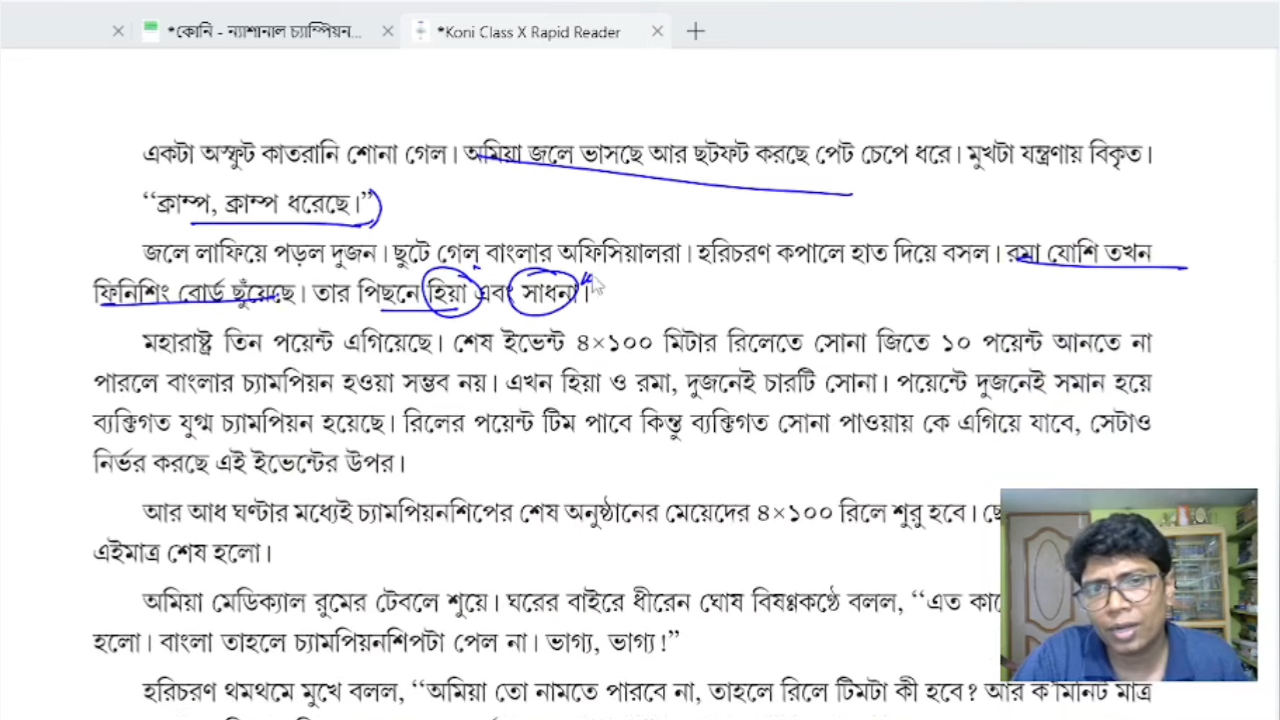 *কোনি - ন্যাশানাল চ্যাম্পিয়ন...
*Koni Class X Rapid Reader
একটা অস্ফুট কাতরানি শোনা গেল। অমিয়া জলে ভাসছে আর ছটফট করছে পেট চেপে ধরে। মুখটা যন্ত্রণায় বিকৃত।
“ক্রাম্প, ক্রাম্প ধরেছে।”
জলে লাফিয়ে পড়ল দুজন। ছুটে গেল বাংলার অফিসিয়ালরা। হরিচরণ কপালে হাত দিয়ে বসল। রমা যোশি তখন
ফিনিশিং বোর্ড ছুঁয়েছে। তার পিছনে হিয়া এবং সাধনা।
মহারাষ্ট্র তিন পয়েন্ট এগিয়েছে। শেষ ইভেন্ট ৪×১০০ মিটার রিলেতে সোনা জিতে ১০ পয়েন্ট আনতে না
পারলে বাংলার চ্যামপিয়ন হওয়া সম্ভব নয়। এখন হিয়া ও রমা, দুজনেই চারটি সোনা। পয়েন্টে দুজনেই সমান হয়ে
ব্যক্তিগত যুগ্ম চ্যামপিয়ন হয়েছে। রিলের পয়েন্ট টিম পাবে কিন্তু ব্যক্তিগত সোনা পাওয়ায় কে এগিয়ে যাবে, সেটাও
নির্ভর করছে এই ইভেন্টের উপর।
আর আধ ঘণ্টার মধ্যেই চ্যামপিয়নশিপের শেষ অনুষ্ঠানের মেয়েদের ৪×১০০ রিলে শুরু হবে।
এইমাত্র শেষ হলো।
অমিয়া মেডিক্যাল রুমের টেবলে শুয়ে। ঘরের বাইরে ধীরেন ঘোষ বিষণ্ণকণ্ঠে বলল, “এত
হলো। বাংলা তাহলে চ্যামপিয়নশিপটা পেল না। ভাগ্য, ভাগ্য!”
হরিচরণ থমথমে মুখে বলল, “অমিয়া তো নামতে পারবে না, তাহলে রিলে টিমটা কী হবে? আর ক'মিনিট মাত্র